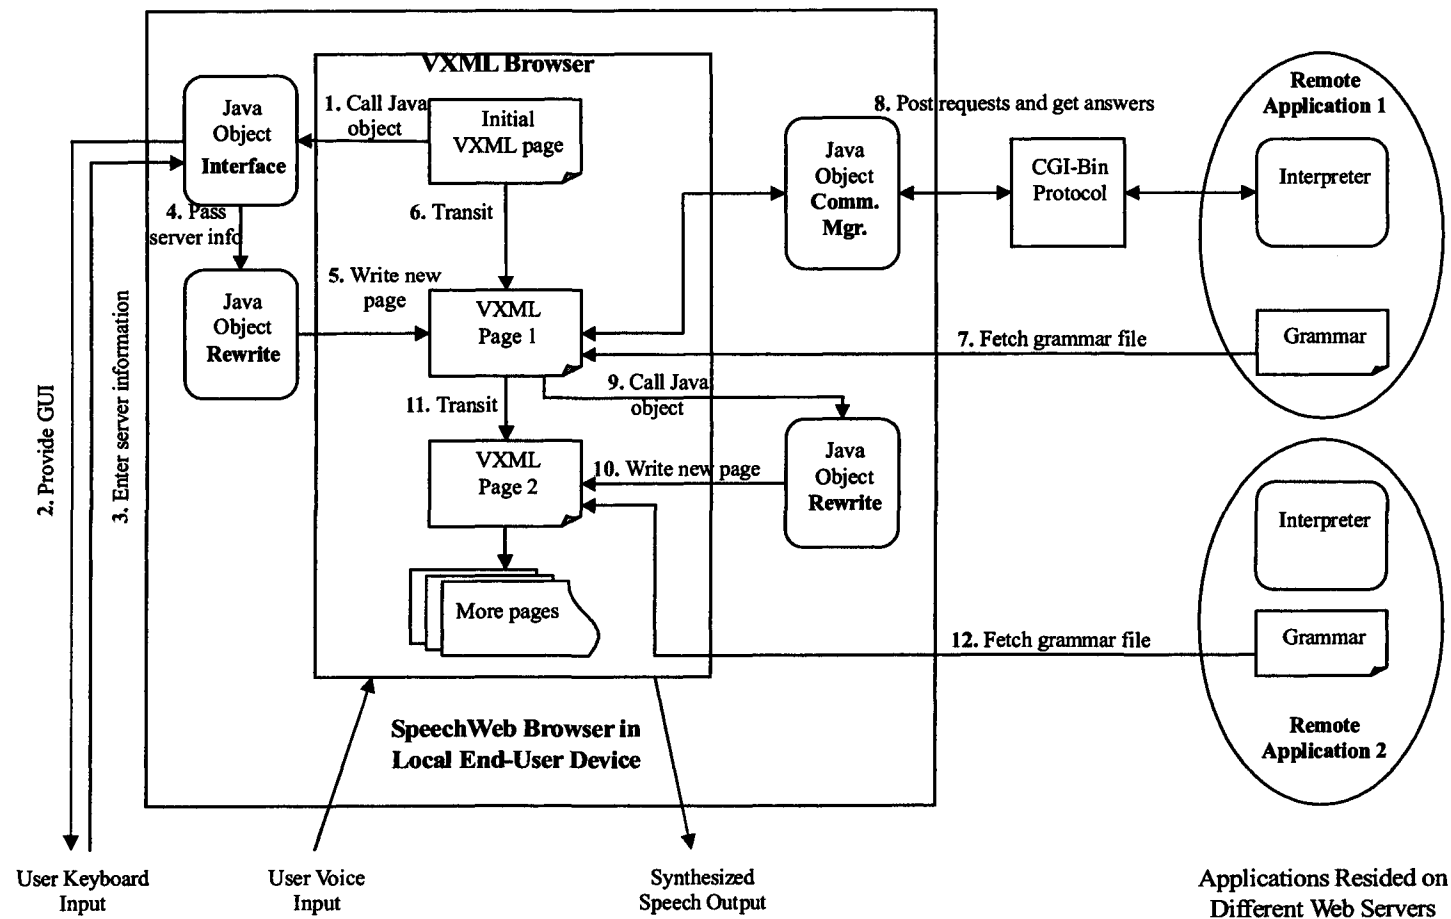 VXML Browser
Java
Object
Interface
1. Call Java
object
Initial
VXML page
8. Post requests and get answers
Remote
Application 1
Java
Object
Comm.
Mgr.
CGI-Bin
Protocol
Interpreter
4. Pass
server info
6. Transit
5. Write new
page
Java
Object
Rewrite
VXML
Page 1
7. Fetch grammar file
Grammar
9. Call Java
object
11. Transit
2. Provide GUI
3. Enter server information
VXML
Page 2
10. Write new page
Java
Object
Rewrite
Interpreter
More pages
12. Fetch grammar file
Grammar
SpeechWeb Browser in
Local End-User Device
Remote
Application 2
User Keyboard
Input
User Voice
Input
Synthesized
Speech Output
Applications Resided on
Different Web Servers